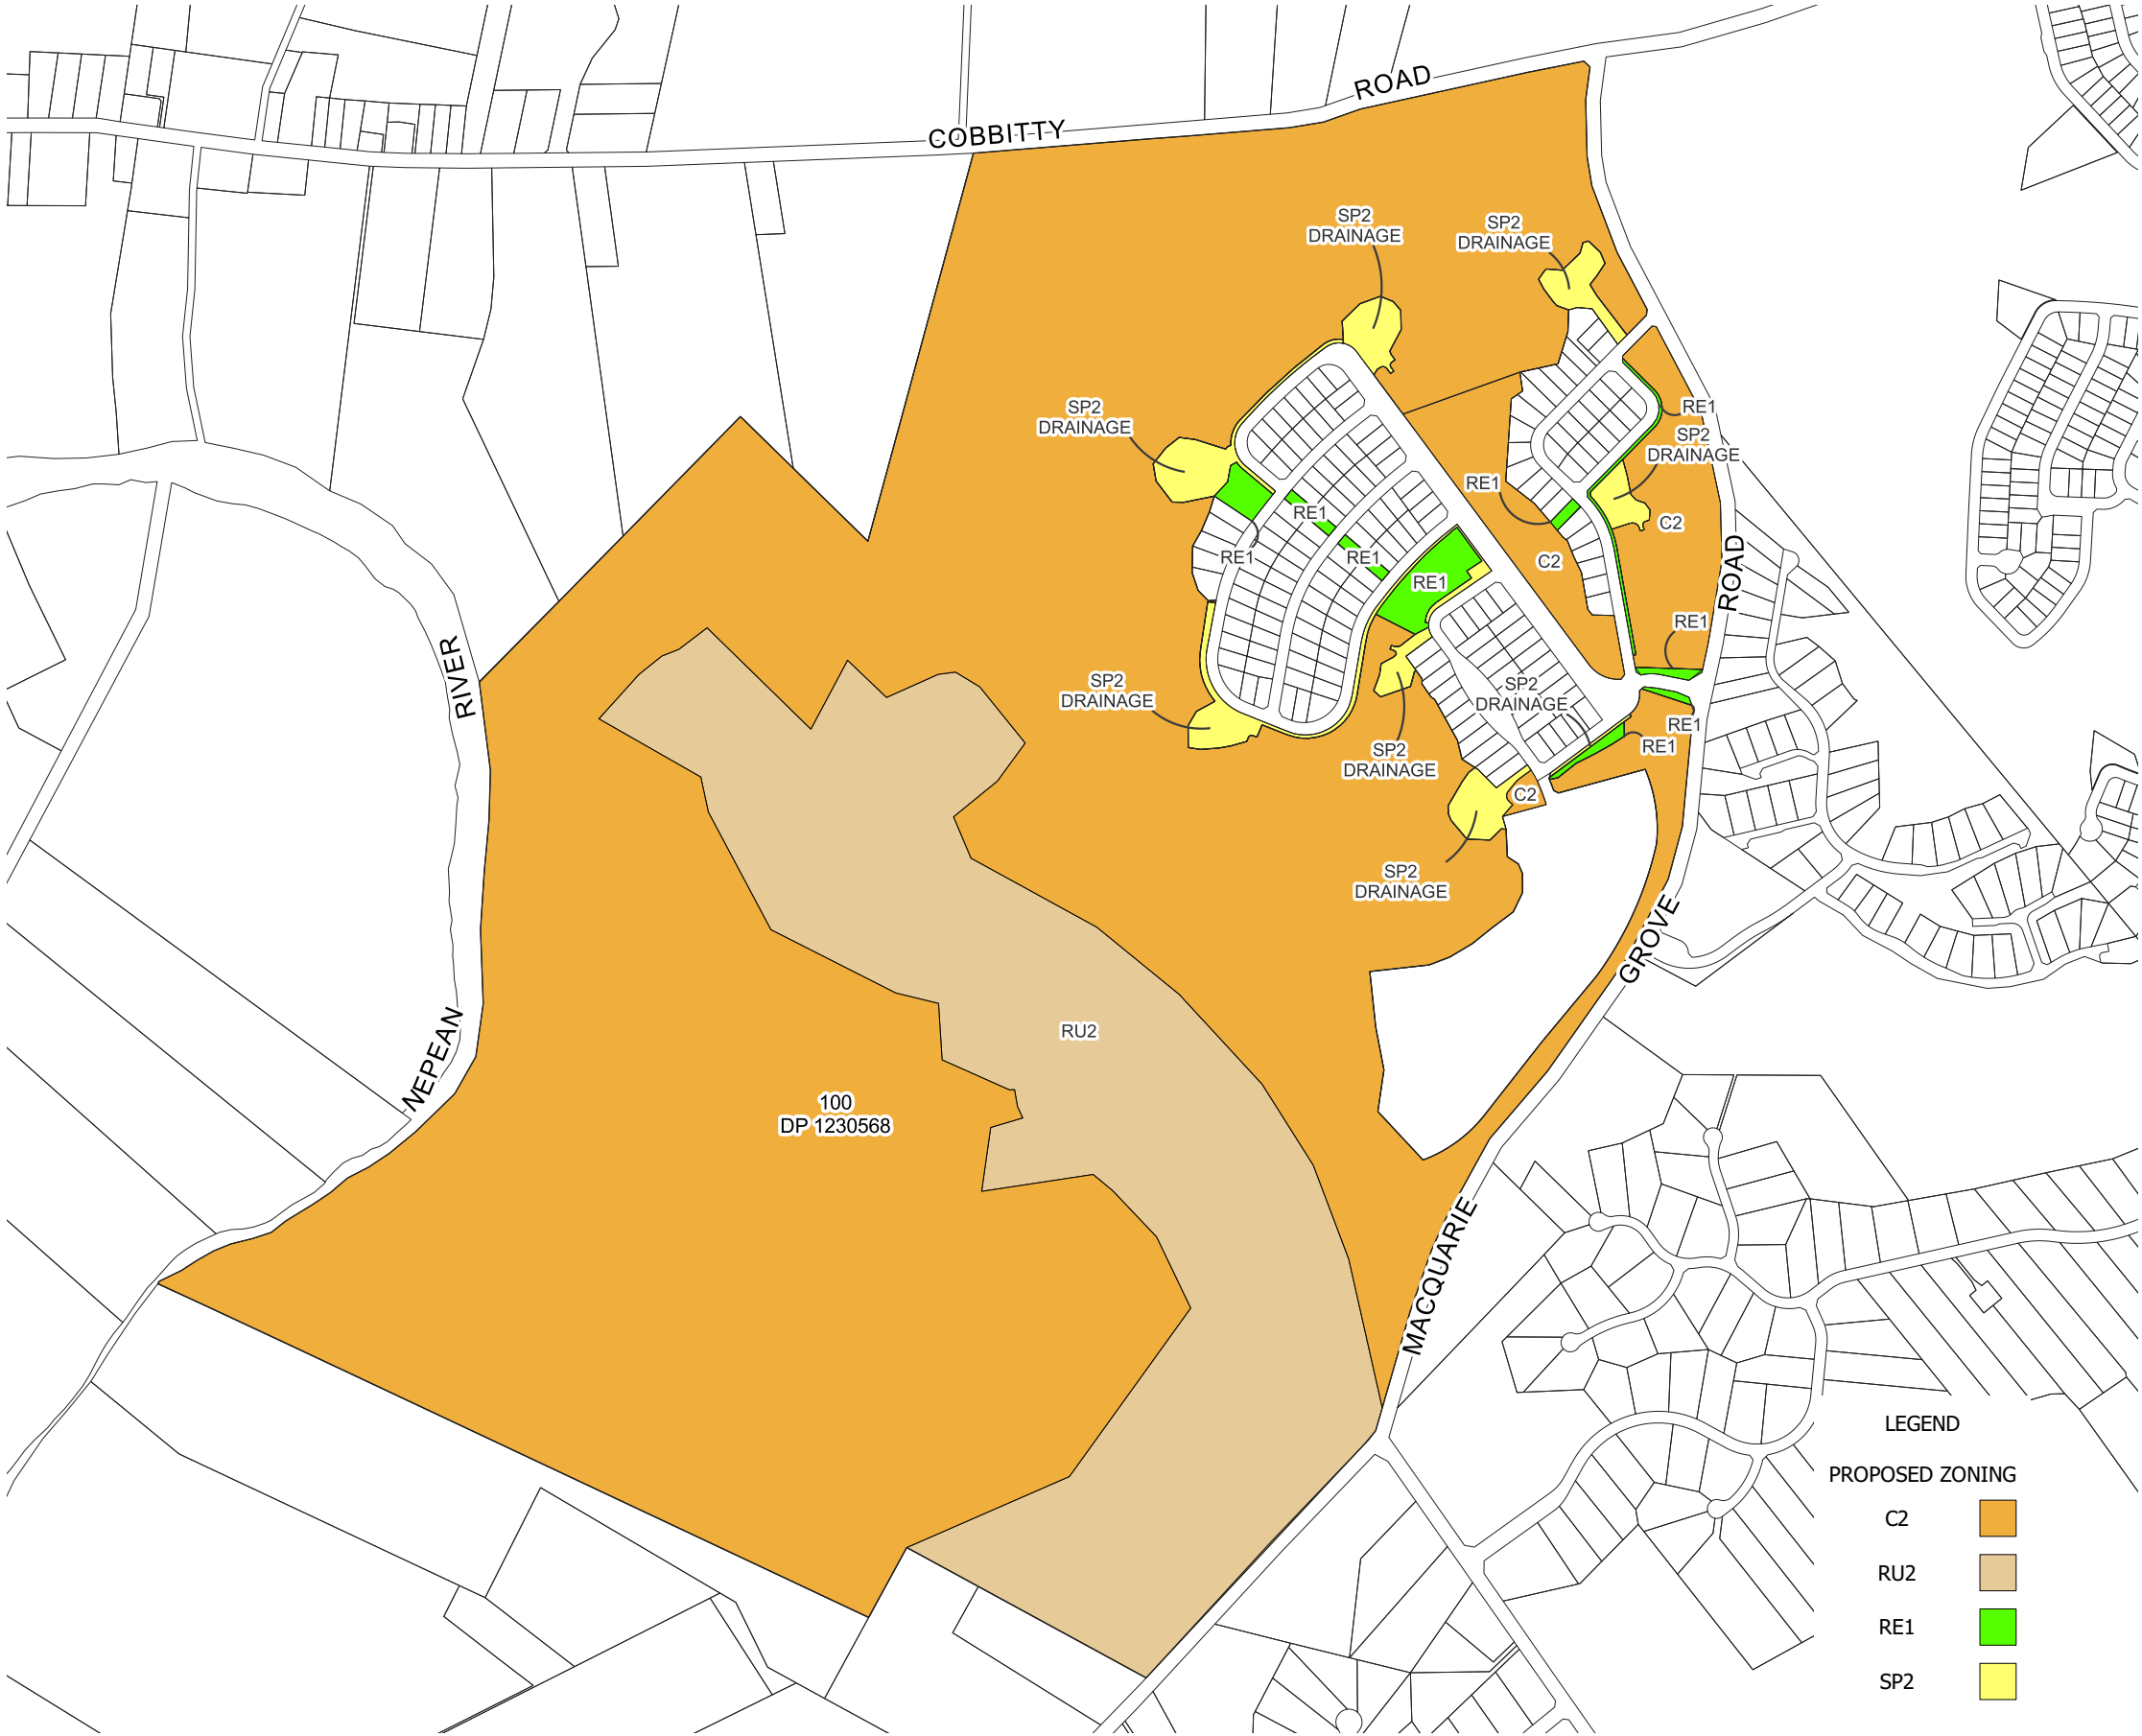 ROAD
COBBITTY
SP2
DRAINAGE
SP2
DRAINAGE
SP2
DRAINAGE
RE1
SP2
DRAINAGE
RE1
RE1
C2
RE1
RE1
C2
RE1
ROAD
RE1
RIVER
SP2
DRAINAGE
SP2
DRAINAGE
RE1
RE1
SP2
DRAINAGE
C2
SP2
DRAINAGE
GROVE
RU2
NEPEAN
100
DP 1230568
MACQUARIE
LEGEND
PROPOSED ZONING
C2
RU2
RE1
SP2